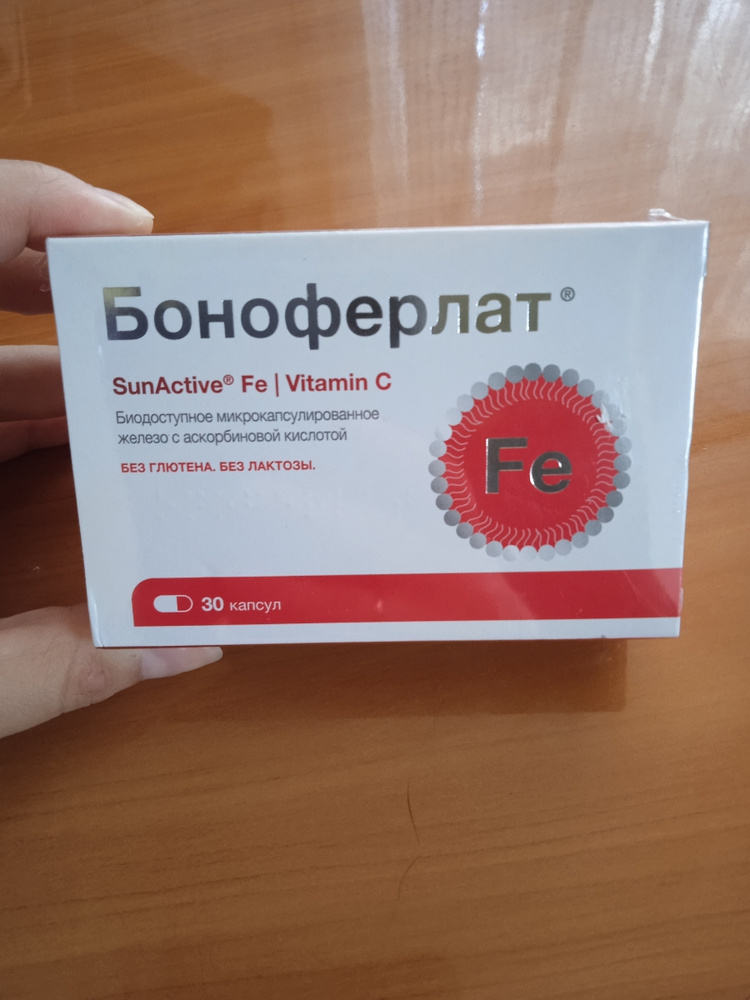 Боноферлат®
SunActive® Fe | Vitamin C
Биодоступное микрокапсулированное
железо с аскорбиновой кислотой
БЕЗ ГЛЮТЕНА. БЕЗ ЛАКТОЗЫ.
Fe
30 капсул